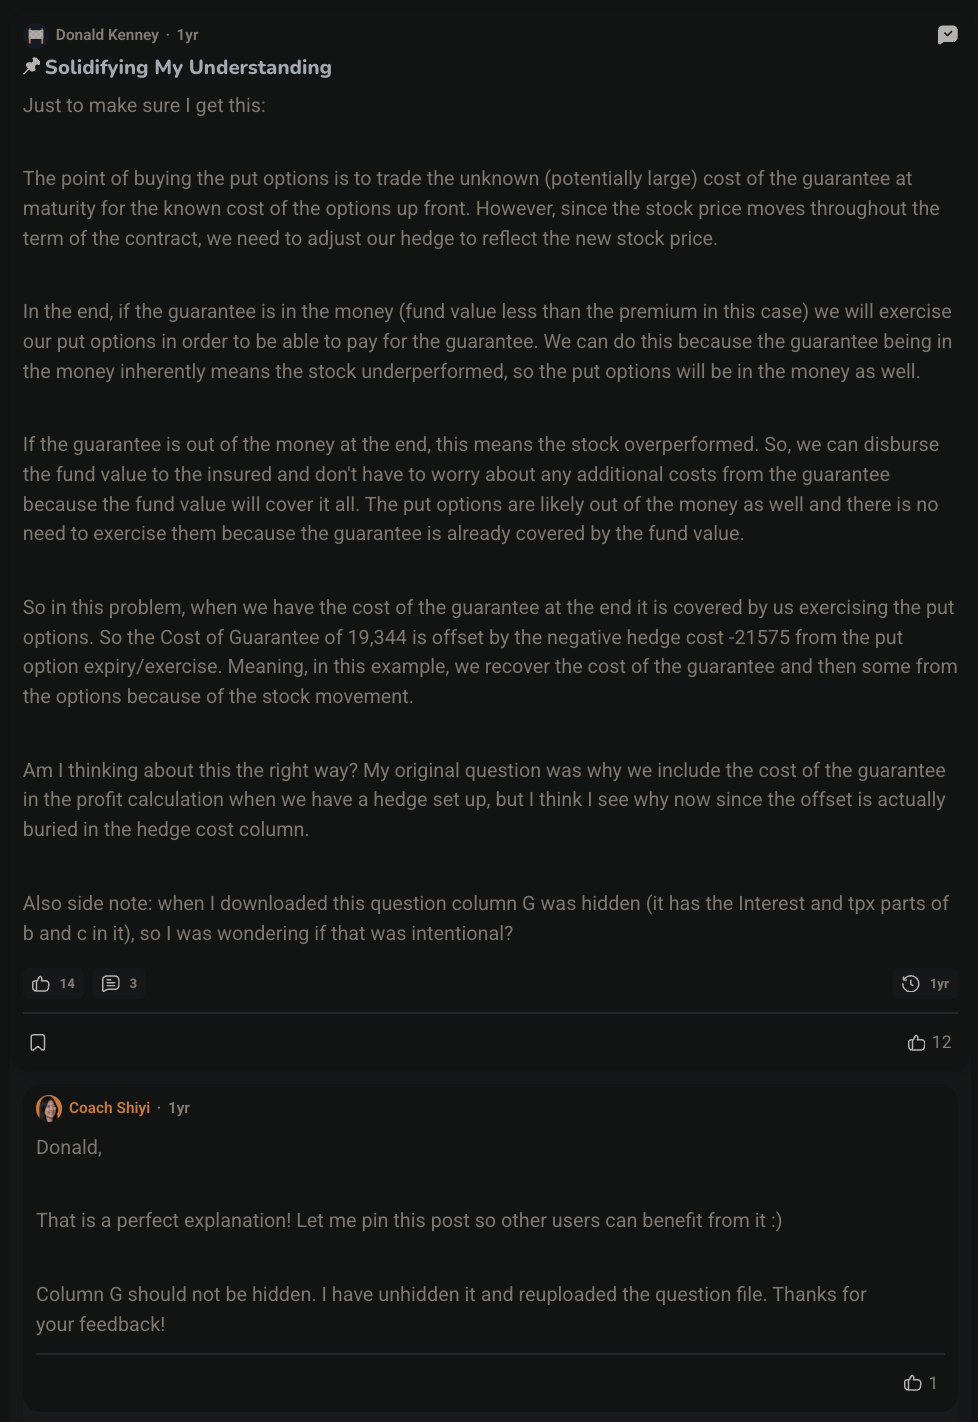 Donald Kenney · 1yr
Solidifying My Understanding
Just to make sure I get this:
The point of buying the put options is to trade the unknown (potentially large) cost of the guarantee at
maturity for the known cost of the options up front. However, since the stock price moves throughout the
term of the contract, we need to adjust our hedge to reflect the new stock price.
In the end, if the guarantee is in the money (fund value less than the premium in this case) we will exercise
our put options in order to be able to pay for the guarantee. We can do this because the guarantee being in
the money inherently means the stock underperformed, so the put options will be in the money as well.
If the guarantee is out of the money at the end, this means the stock overperformed. So, we can disburse
the fund value to the insured and don't have to worry about any additional costs from the guarantee
because the fund value will cover it all. The put options are likely out of the money as well and there is no
need to exercise them because the guarantee is already covered by the fund value.
So in this problem, when we have the cost of the guarantee at the end it is covered by us exercising the put
options. So the Cost of Guarantee of 19,344 is offset by the negative hedge cost -21575 from the put
option expiry/exercise. Meaning, in this example, we recover the cost of the guarantee and then some from
the options because of the stock movement.
Am I thinking about this the right way? My original question was why we include the cost of the guarantee
in the profit calculation when we have a hedge set up, but I think I see why now since the offset is actually
buried in the hedge cost column.
Also side note: when I downloaded this question column G was hidden (it has the Interest and tpx parts of
b and c in it), so I was wondering if that was intentional?
14 3 1yr
12
Coach Shiyi · 1yr
Donald,
That is a perfect explanation! Let me pin this post so other users can benefit from it :)
Column G should not be hidden. I have unhidden it and reuploaded the question file. Thanks for
your feedback!
1